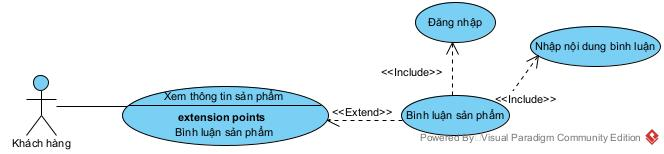 Đăng nhập
Nhập nội dung bình luận
<<Include>>
Xem thông tin sản phẩm
<<Include>>
extension points
<<Extend>>
Bình luận sản phẩm
Bình luận sản phẩm
Khách hàng
Powered By: Visual Paradigm Community Edition